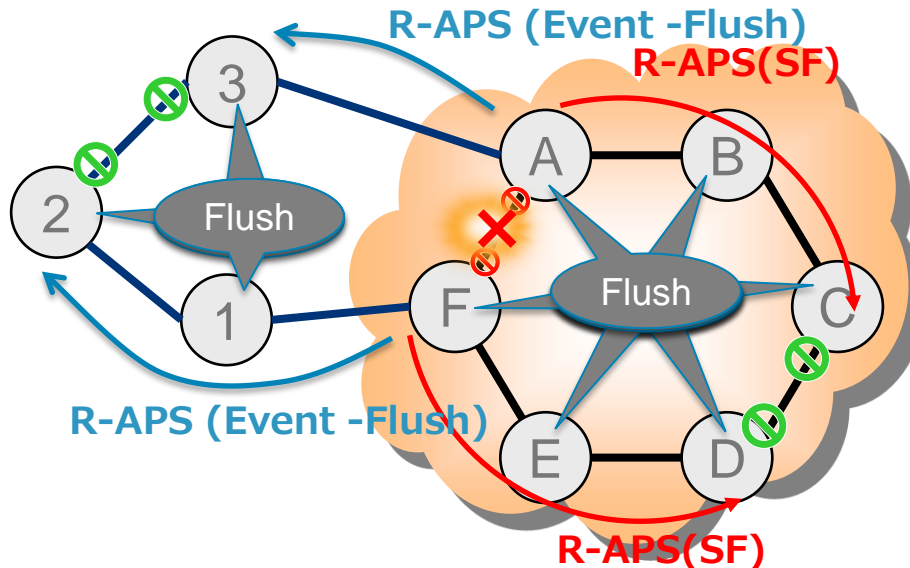 R-APS (Event -Flush)
R-APS(SF)
3
A
B
2
Flush
Flush
1
F
C
R-APS (Event -Flush)
E
D
R-APS(SF)